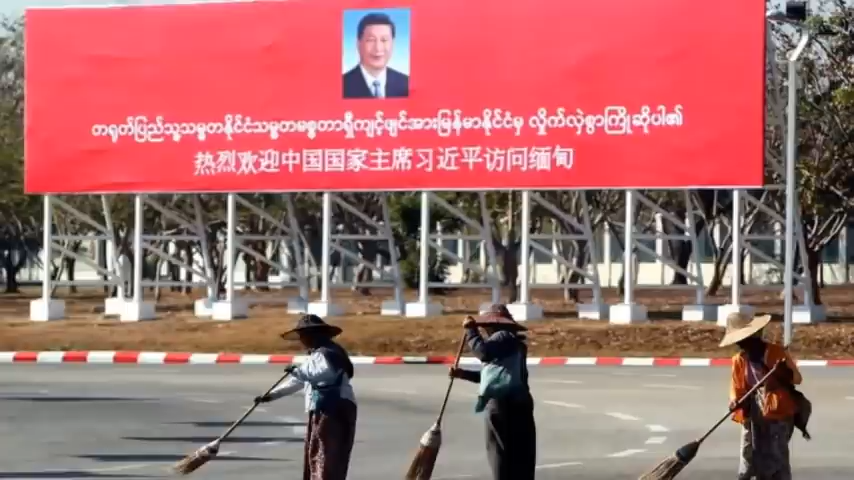 တရုတ်ပြည်သူ့သမ္မတနိုင်ငံသမ္မတမစ္စတာရှီကျင့်ဖျင်အားမြန်မာနိုင်ငံမှ လှိုက်လှဲစွာကြိုဆိုပါ၏
热烈欢迎中国国家主席习近平访问缅甸